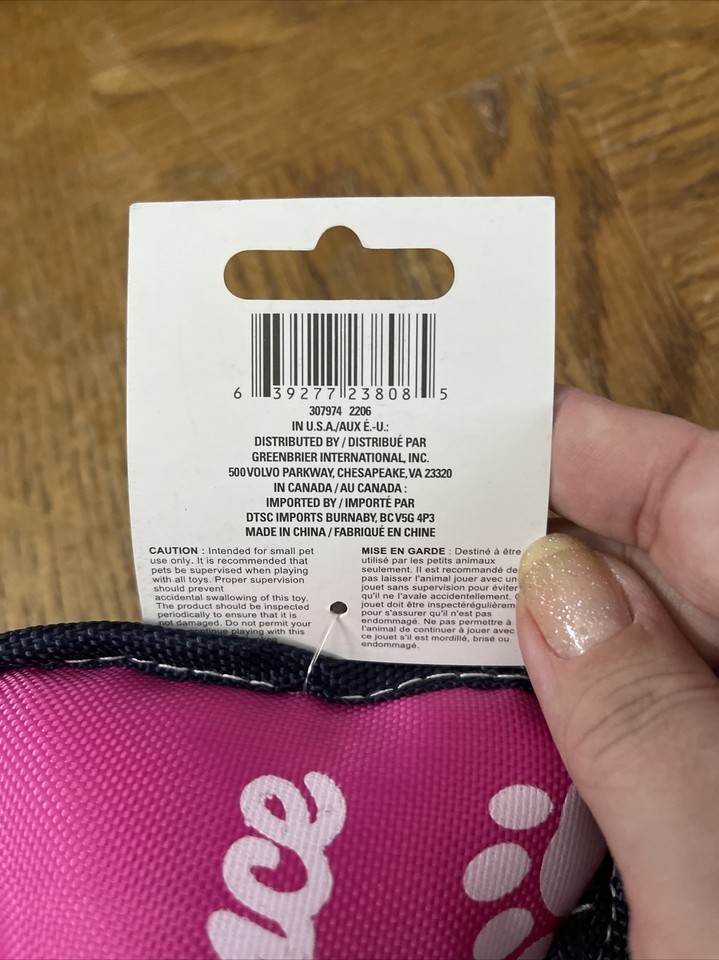 6 39277 23808 5
307974 2206
IN U.S.A./AUX É.-U.:
DISTRIBUTED BY / DISTRIBUÉ PAR
GREENBRIER INTERNATIONAL, INC.
500 VOLVO PARKWAY, CHESAPEAKE, VA 23320
IN CANADA / AU CANADA :
IMPORTED BY / IMPORTÉ PAR
DTSC IMPORTS BURNABY, BC V5G 4P3
MADE IN CHINA / FABRIQUÉ EN CHINE
CAUTION : Intended for small pet
use only. It is recommended that
pets be supervised when playing
with all toys. Proper supervision
should prevent
accidental swallowing of this toy.
The product should be inspected
periodically to ensure that it is
not damaged. Do not permit your
continue playing with this
MISE EN GARDE : Destiné à être
utilisé par les petits animaux
seulement. Il est recommandé de
pas laisser l'animal jouer avec un
jouet sans supervision pour éviter
qu'il ne l'avale accidentellement.
jouet doit être inspecté régulièrem
pour s'assurer qu'il n'est pas
endommagé. Ne pas permettre à
l'animal de continuer à jouer avec
ce jouet s'il est mordillé, brisé ou
endommagé.